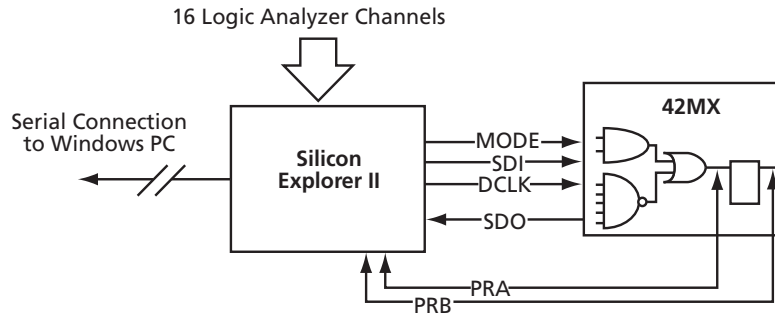 16 Logic Analyzer Channels
Serial Connection
to Windows PC
Silicon
Explorer II
MODE
SDI
DCLK
SDO
PRA
PRB
42MX